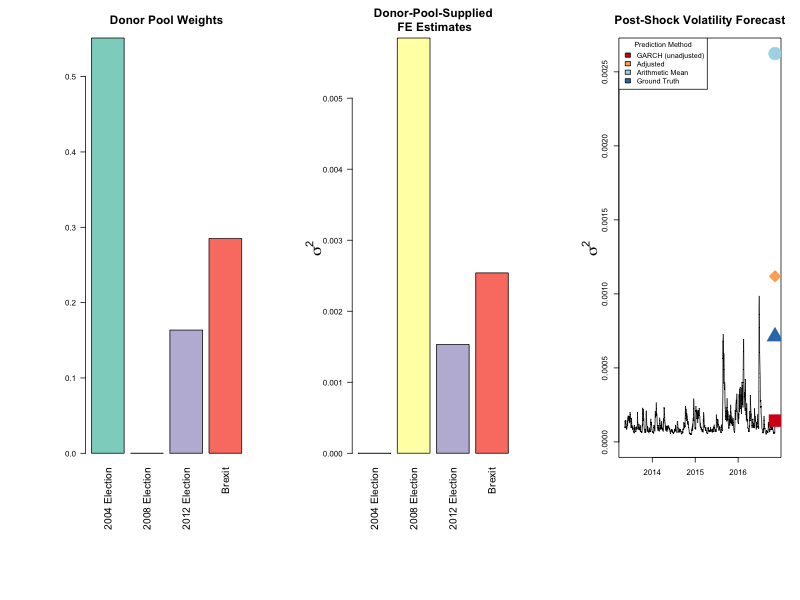 Donor Pool Weights
0.5
0.4
0.3
0.2
0.1
0.0
2004 Election
2008 Election
2012 Election
Brexit
Donor-Pool-Supplied
FE Estimates
σ²
0.005
0.004
0.003
0.002
0.001
0.000
2004 Election
2008 Election
2012 Election
Brexit
Post-Shock Volatility Forecast
σ²
0.0025
0.0020
0.0015
0.0010
0.0005
0.0000
Prediction Method
GARCH (unadjusted)
Adjusted
Arithmetic Mean
Ground Truth
2014
2015
2016